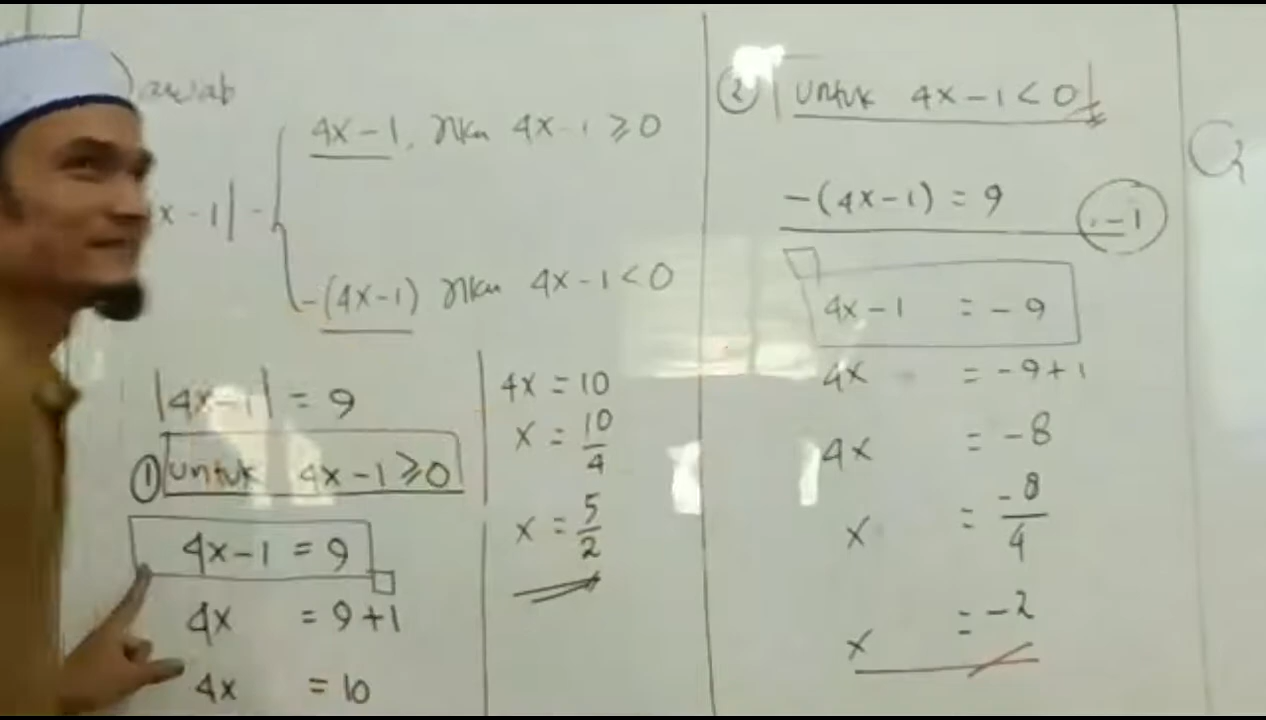 Jawab
x - 1| = 4x - 1, jika 4x - 1 ≥ 0
-(4x-1) jika 4x - 1 < 0
|4x-1| = 9
① untuk 4x - 1 ≥ 0
4x - 1 = 9
4x = 9 + 1
4x = 10
4x = 10
x = 10/4
x = 5/2
② untuk 4x - 1 < 0
-(4x-1) = 9 . -1
4x - 1 = -9
4x = -9+1
4x = -8
x = -8/4
x = -2